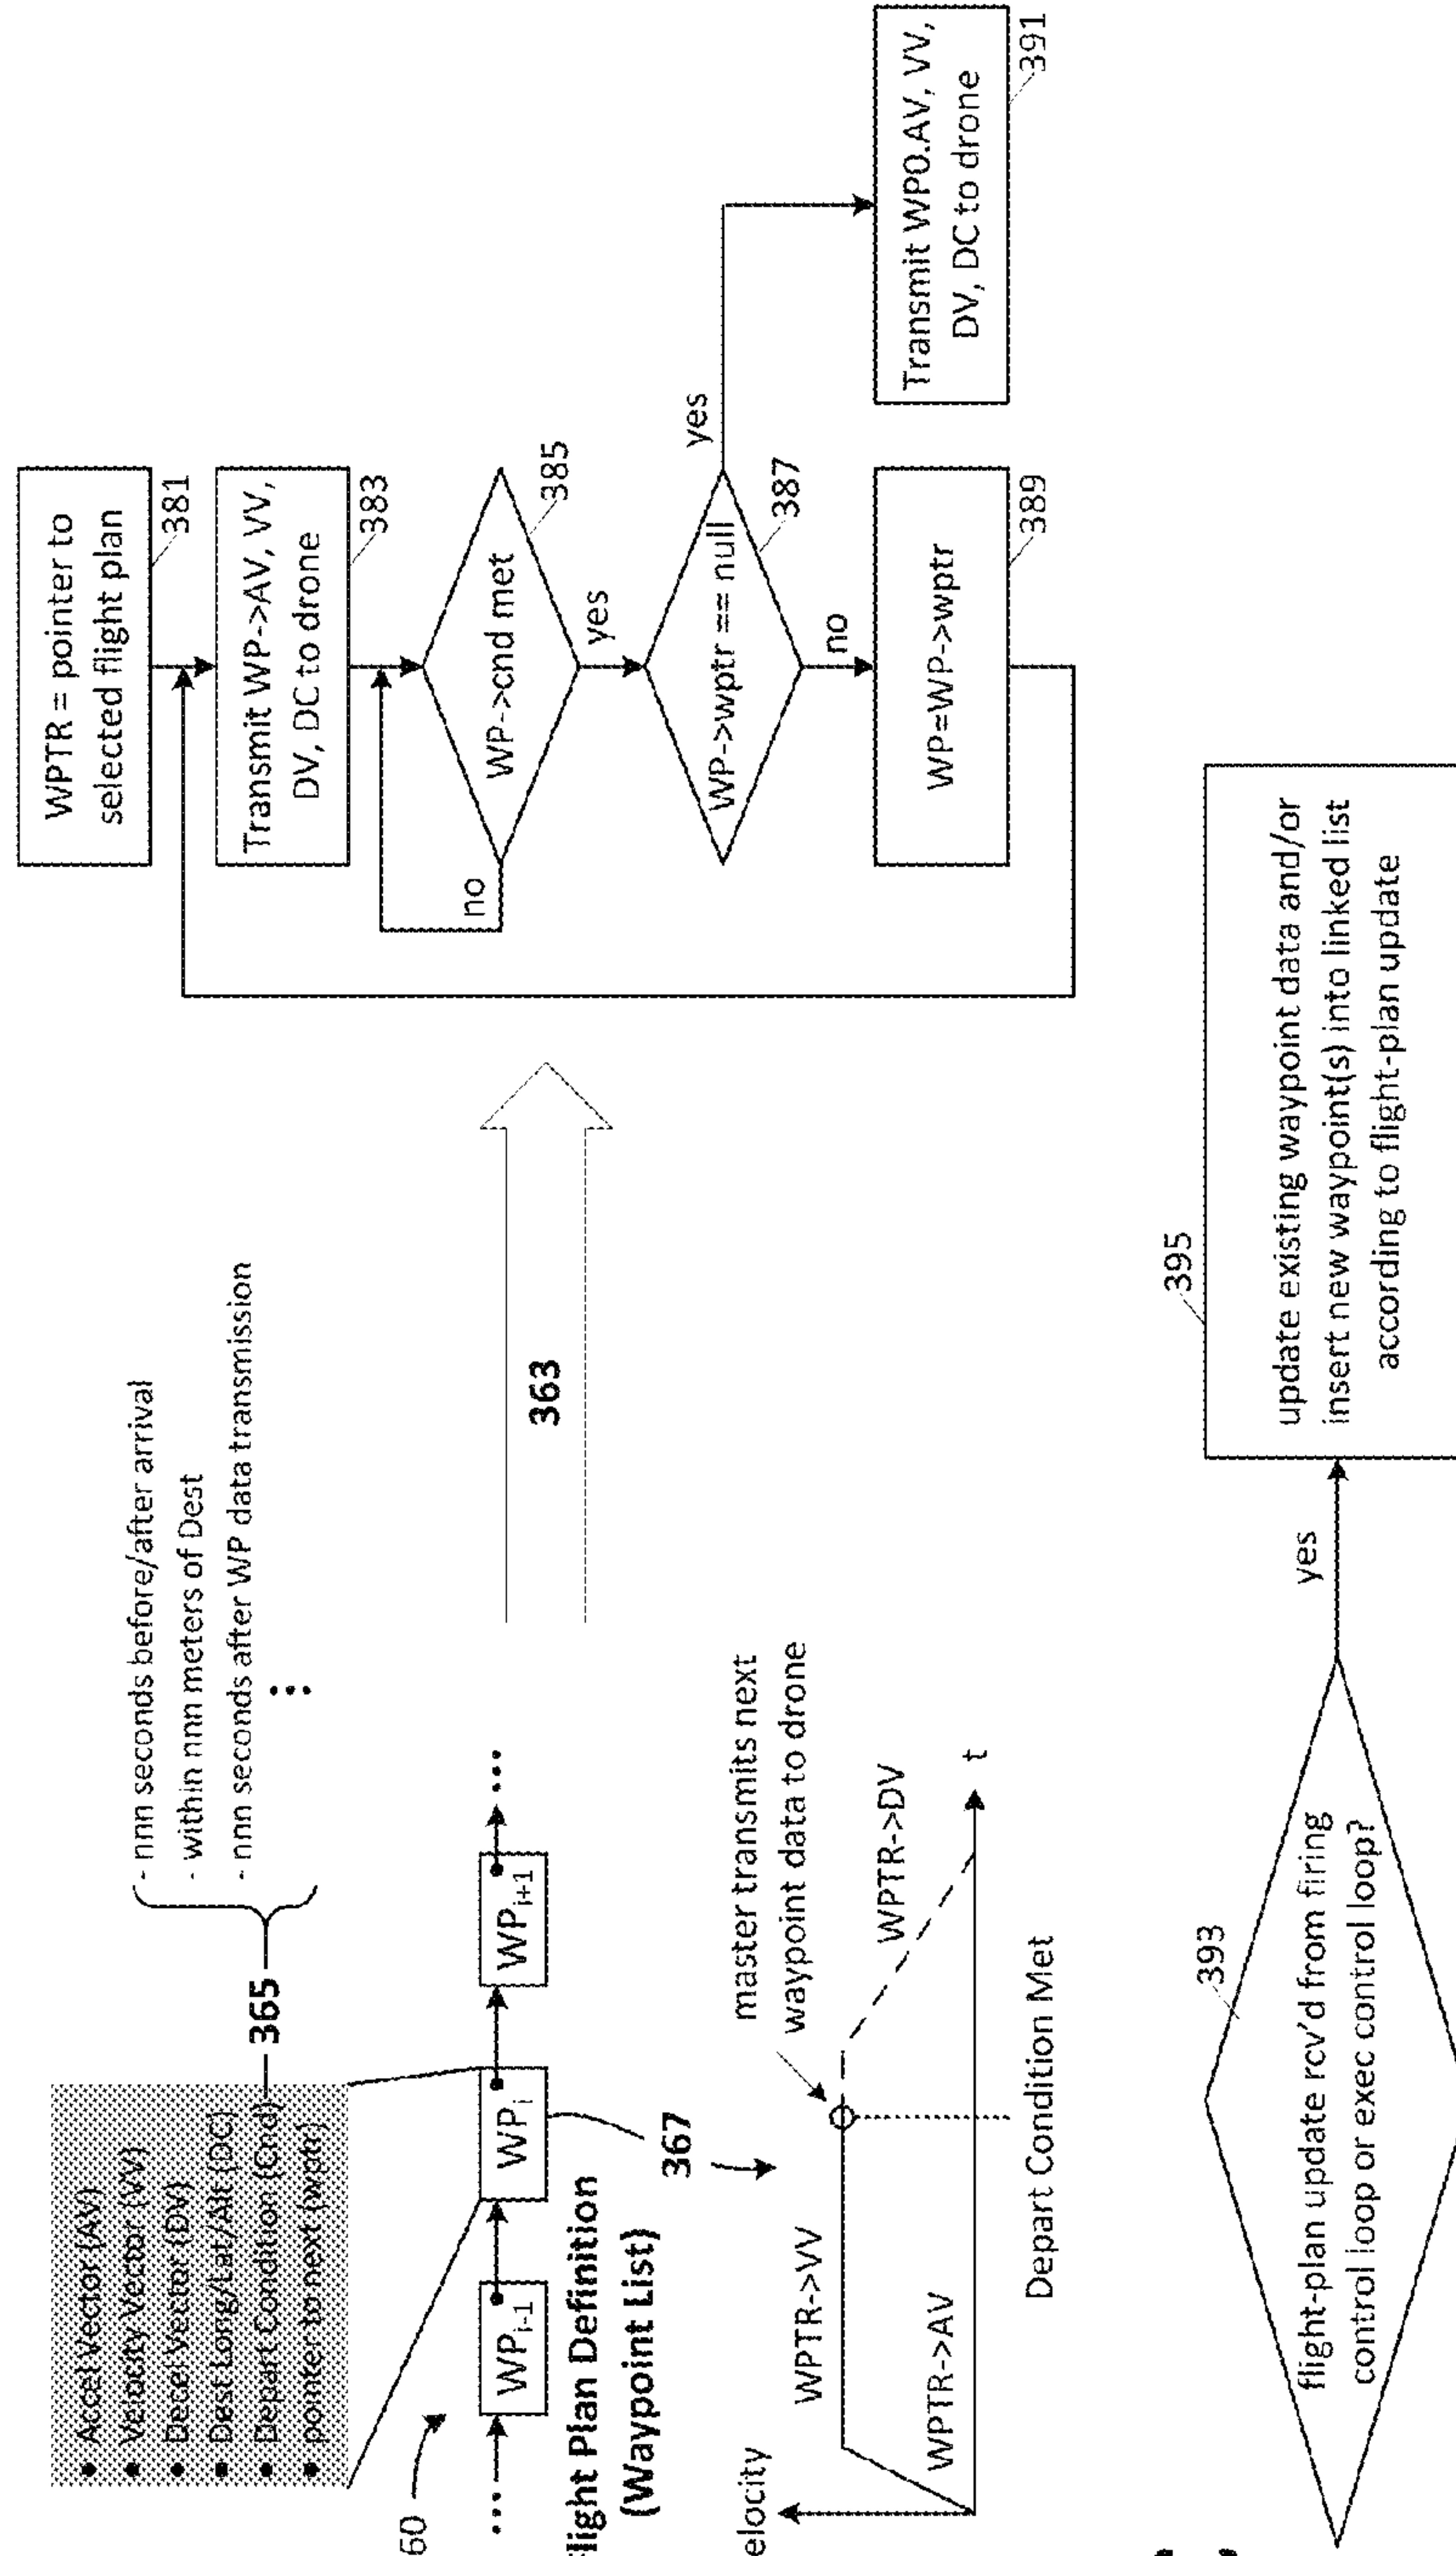 • Accel Vector (AV)
• Velocity Vector (VV)
• Decel Vector (DV)
• Dest Long/Lat/Alt (DC)
• Depart Condition (Cnd)
• pointer to next (wptr)
365
- nnn seconds before/after arrival
- within nnn meters of Dest
- nnn seconds after WP data transmission
⋮
60
...
WPi-1
WPi
WPi+1
...
light Plan Definition
(Waypoint List)
367
363
elocity
WPTR->VV
WPTR->AV
master transmits next
waypoint data to drone
WPTR->DV
t
Depart Condition Met
WPTR = pointer to
selected flight plan
381
Transmit WP->AV, VV,
DV, DC to drone
383
WP->cnd met
385
no
yes
WP->wptr == null
387
yes
no
WP=WP->wptr
389
Transmit WP0.AV, VV,
DV, DC to drone
391
393
flight-plan update rcv'd from firing
control loop or exec control loop?
yes
395
update existing waypoint data and/or
insert new waypoint(s) into linked list
according to flight-plan update